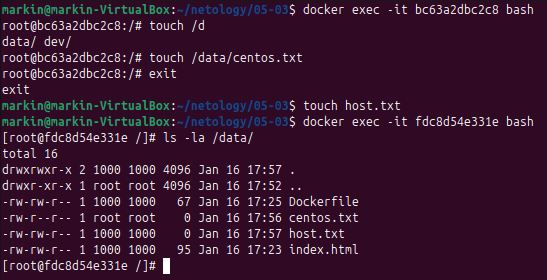 markin@markin-VirtualBox:~/netology/05-03$ docker exec -it bc63a2dbc2c8 bash
root@bc63a2dbc2c8:/# touch /d
data/ dev/
root@bc63a2dbc2c8:/# touch /data/centos.txt
root@bc63a2dbc2c8:/# exit
exit
markin@markin-VirtualBox:~/netology/05-03$ touch host.txt
markin@markin-VirtualBox:~/netology/05-03$ docker exec -it fdc8d54e331e bash
[root@fdc8d54e331e /]# ls -la /data/
total 16
drwxrwxr-x 2 1000 1000 4096 Jan 16 17:57 .
drwxr-xr-x 1 root root 4096 Jan 16 17:52 ..
-rw-rw-r-- 1 1000 1000   67 Jan 16 17:25 Dockerfile
-rw-r--r-- 1 root root    0 Jan 16 17:56 centos.txt
-rw-rw-r-- 1 1000 1000    0 Jan 16 17:57 host.txt
-rw-rw-r-- 1 1000 1000   95 Jan 16 17:23 index.html
[root@fdc8d54e331e /]#